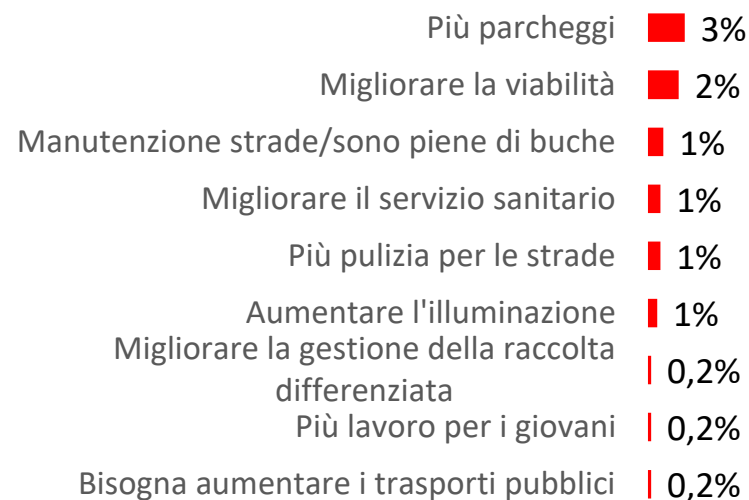 Più parcheggi 3%
Migliorare la viabilità 2%
Manutenzione strade/sono piene di buche 1%
Migliorare il servizio sanitario 1%
Più pulizia per le strade 1%
Aumentare l'illuminazione 1%
Migliorare la gestione della raccolta
differenziata 0,2%
Più lavoro per i giovani 0,2%
Bisogna aumentare i trasporti pubblici 0,2%